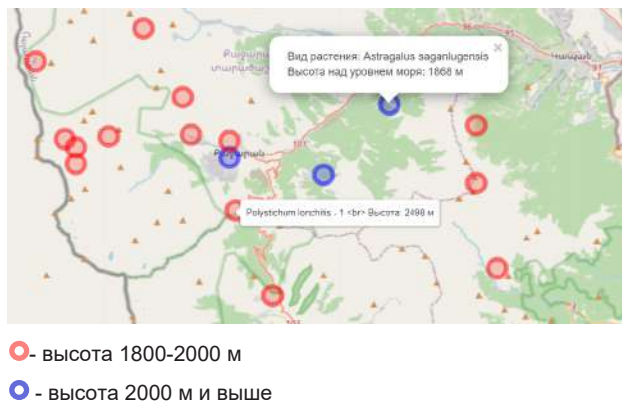 Вид растения: Astragalus saganlugensis
Высота над уровнем моря: 1868 м
×
Polystichum lonchitis - 1 <br> Высота: 2498 м
- высота 1800-2000 м
- высота 2000 м и выше